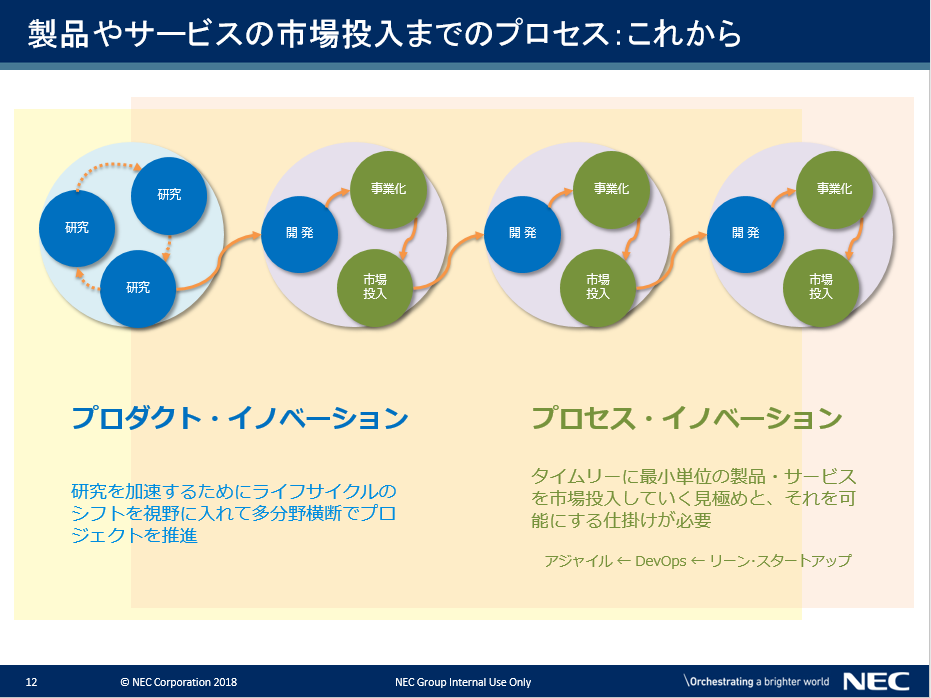 製品やサービスの市場投入までのプロセス：これから
研究
研究
研究
開 発
事業化
市場
投入
開 発
事業化
市場
投入
開 発
事業化
市場
投入
プロダクト・イノベーション
研究を加速するためにライフサイクルの
シフトを視野に入れて多分野横断でプロ
ジェクトを推進
プロセス・イノベーション
タイムリーに最小単位の製品・サービス
を市場投入していく見極めと、それを可
能にする仕掛けが必要
アジャイル ← DevOps ← リーン・スタートアップ
12
© NEC Corporation 2018
NEC Group Internal Use Only
\Orchestrating a brighter world
NEC